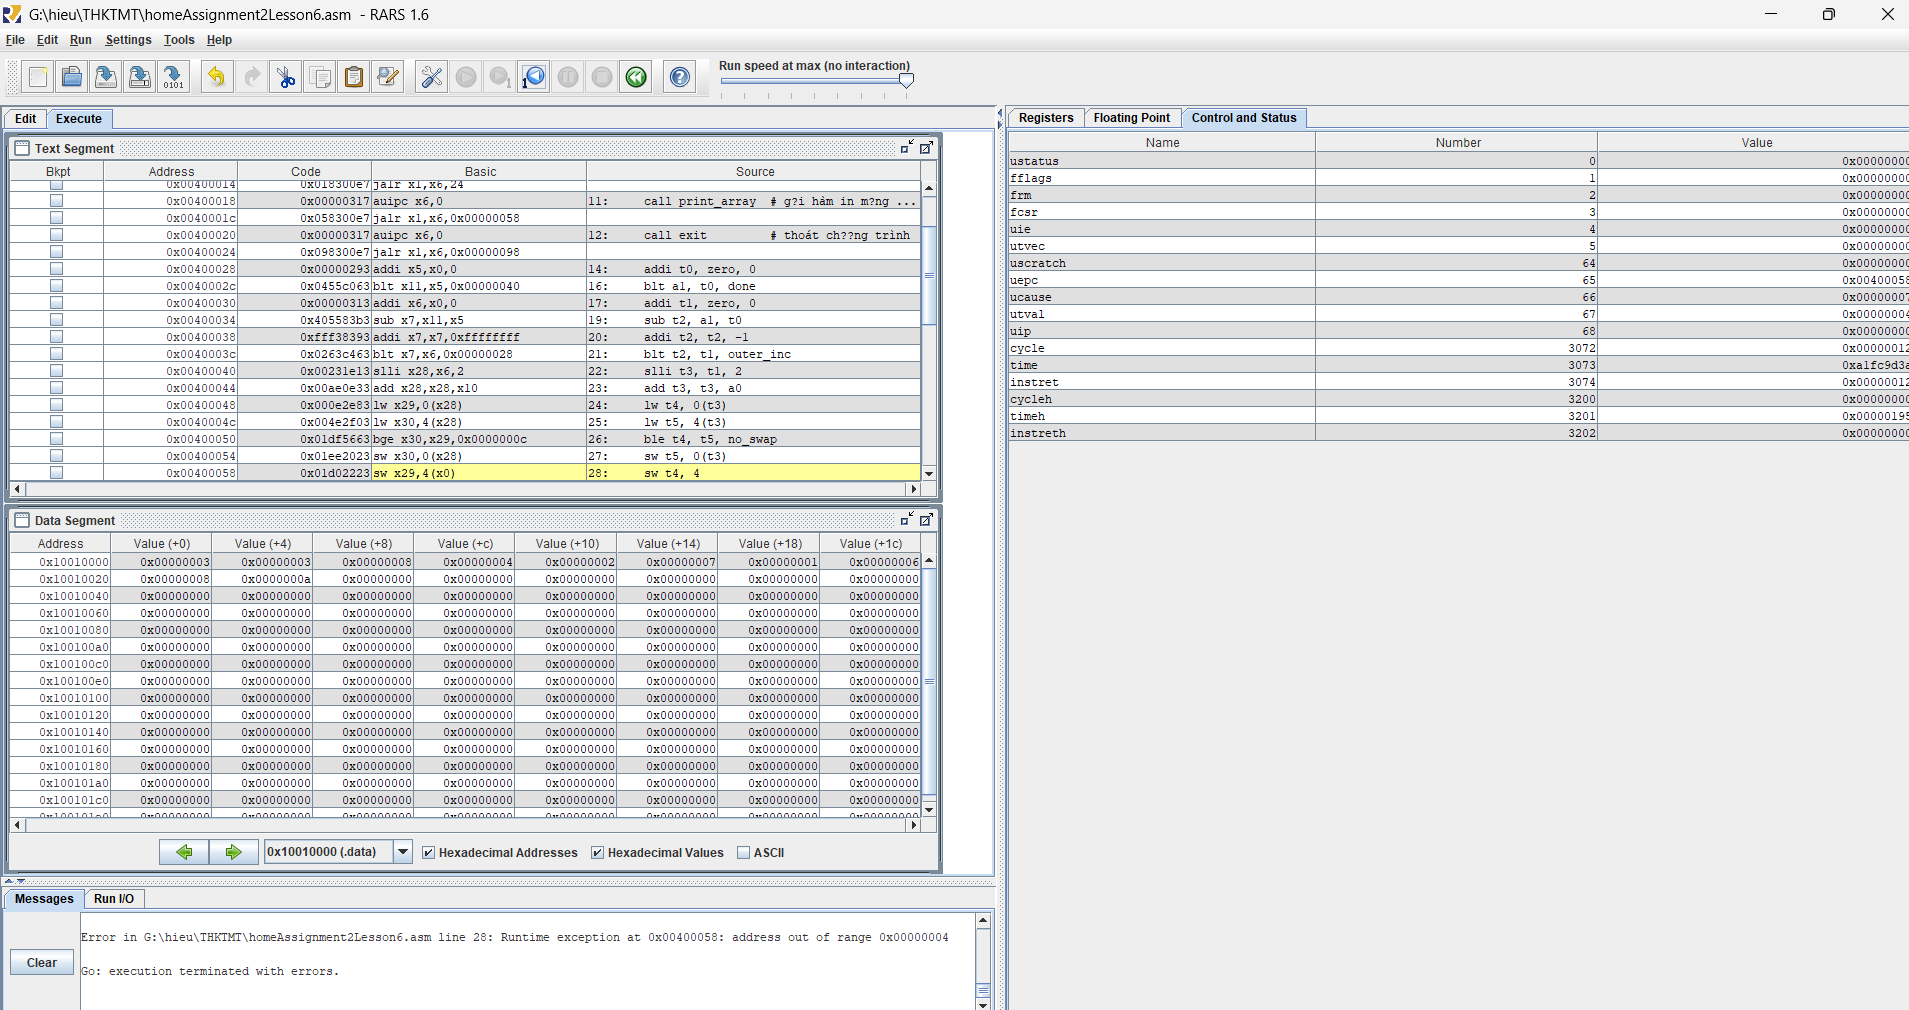 G:\hieu\THKTMT\homeAssignment2Lesson6.asm - RARS 1.6
File Edit Run Settings Tools Help
Run speed at max (no interaction)
Edit Execute
Text Segment
Bkpt Address Code Basic Source
0x00400014 0x018300e7 jalr x1,x6,24
0x00400018 0x00000317 auipc x6,0 11: call print_array # g?i hàm in m?ng ...
0x0040001c 0x058300e7 jalr x1,x6,0x00000058
0x00400020 0x00000317 auipc x6,0 12: call exit # thoát ch??ng trình
0x00400024 0x098300e7 jalr x1,x6,0x00000098
0x00400028 0x00000293 addi x5,x0,0 14: addi t0, zero, 0
0x0040002c 0x0455c063 blt x11,x5,0x00000040 16: blt a1, t0, done
0x00400030 0x00000313 addi x6,x0,0 17: addi t1, zero, 0
0x00400034 0x405583b3 sub x7,x11,x5 19: sub t2, a1, t0
0x00400038 0xfff38393 addi x7,x7,0xffffffff 20: addi t2, t2, -1
0x0040003c 0x0263c463 blt x7,x6,0x00000028 21: blt t2, t1, outer_inc
0x00400040 0x00231e13 slli x28,x6,2 22: slli t3, t1, 2
0x00400044 0x00ae0e33 add x28,x28,x10 23: add t3, t3, a0
0x00400048 0x000e2e83 lw x29,0(x28) 24: lw t4, 0(t3)
0x0040004c 0x004e2f03 lw x30,4(x28) 25: lw t5, 4(t3)
0x00400050 0x01df5663 bge x30,x29,0x0000000c 26: ble t4, t5, no_swap
0x00400054 0x01ee2023 sw x30,0(x28) 27: sw t5, 0(t3)
0x00400058 0x01d02223 sw x29,4(x0) 28: sw t4, 4
Data Segment
Address Value (+0) Value (+4) Value (+8) Value (+c) Value (+10) Value (+14) Value (+18) Value (+1c)
0x10010000 0x00000003 0x00000003 0x00000008 0x00000004 0x00000002 0x00000007 0x00000001 0x00000006
0x10010020 0x00000008 0x0000000a 0x00000000 0x00000000 0x00000000 0x00000000 0x00000000 0x00000000
0x10010040 0x00000000 0x00000000 0x00000000 0x00000000 0x00000000 0x00000000 0x00000000 0x00000000
0x10010060 0x00000000 0x00000000 0x00000000 0x00000000 0x00000000 0x00000000 0x00000000 0x00000000
0x10010080 0x00000000 0x00000000 0x00000000 0x00000000 0x00000000 0x00000000 0x00000000 0x00000000
0x100100a0 0x00000000 0x00000000 0x00000000 0x00000000 0x00000000 0x00000000 0x00000000 0x00000000
0x100100c0 0x00000000 0x00000000 0x00000000 0x00000000 0x00000000 0x00000000 0x00000000 0x00000000
0x100100e0 0x00000000 0x00000000 0x00000000 0x00000000 0x00000000 0x00000000 0x00000000 0x00000000
0x10010100 0x00000000 0x00000000 0x00000000 0x00000000 0x00000000 0x00000000 0x00000000 0x00000000
0x10010120 0x00000000 0x00000000 0x00000000 0x00000000 0x00000000 0x00000000 0x00000000 0x00000000
0x10010140 0x00000000 0x00000000 0x00000000 0x00000000 0x00000000 0x00000000 0x00000000 0x00000000
0x10010160 0x00000000 0x00000000 0x00000000 0x00000000 0x00000000 0x00000000 0x00000000 0x00000000
0x10010180 0x00000000 0x00000000 0x00000000 0x00000000 0x00000000 0x00000000 0x00000000 0x00000000
0x100101a0 0x00000000 0x00000000 0x00000000 0x00000000 0x00000000 0x00000000 0x00000000 0x00000000
0x100101c0 0x00000000 0x00000000 0x00000000 0x00000000 0x00000000 0x00000000 0x00000000 0x00000000
0x10010000 (.data) Hexadecimal Addresses Hexadecimal Values ASCII
Messages Run I/O
Error in G:\hieu\THKTMT\homeAssignment2Lesson6.asm line 28: Runtime exception at 0x00400058: address out of range 0x00000004
Clear
Go: execution terminated with errors.
Registers Floating Point Control and Status
Name Number Value
ustatus 0 0x0000000
fflags 1 0x0000000
frm 2 0x0000000
fcsr 3 0x0000000
uie 4 0x0000000
utvec 5 0x0000000
uscratch 64 0x0000000
uepc 65 0x0040005
ucause 66 0x0000000
utval 67 0x0000000
uip 68 0x0000000
cycle 3072 0x0000001
time 3073 0xa1fc9d3
instret 3074 0x0000001
cycleh 3200 0x0000000
timeh 3201 0x0000019
instreth 3202 0x0000000